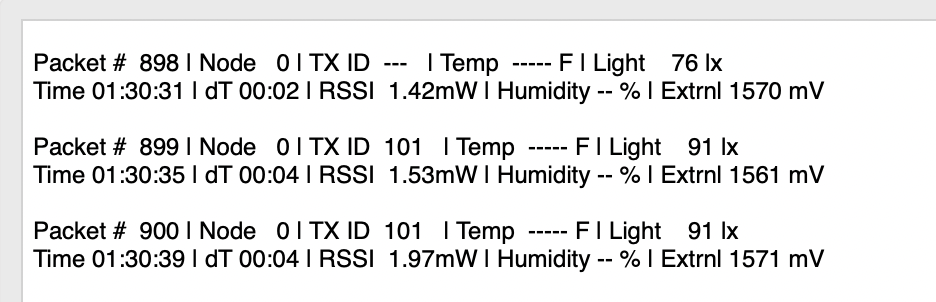 Packet #  898 | Node   0 | TX ID  ---   | Temp  ----- F | Light    76 lx
Time 01:30:31 | dT 00:02 | RSSI  1.42mW | Humidity -- % | Extrnl 1570 mV
Packet #  899 | Node   0 | TX ID  101   | Temp  ----- F | Light    91 lx
Time 01:30:35 | dT 00:04 | RSSI  1.53mW | Humidity -- % | Extrnl 1561 mV
Packet #  900 | Node   0 | TX ID  101   | Temp  ----- F | Light    91 lx
Time 01:30:39 | dT 00:04 | RSSI  1.97mW | Humidity -- % | Extrnl 1571 mV